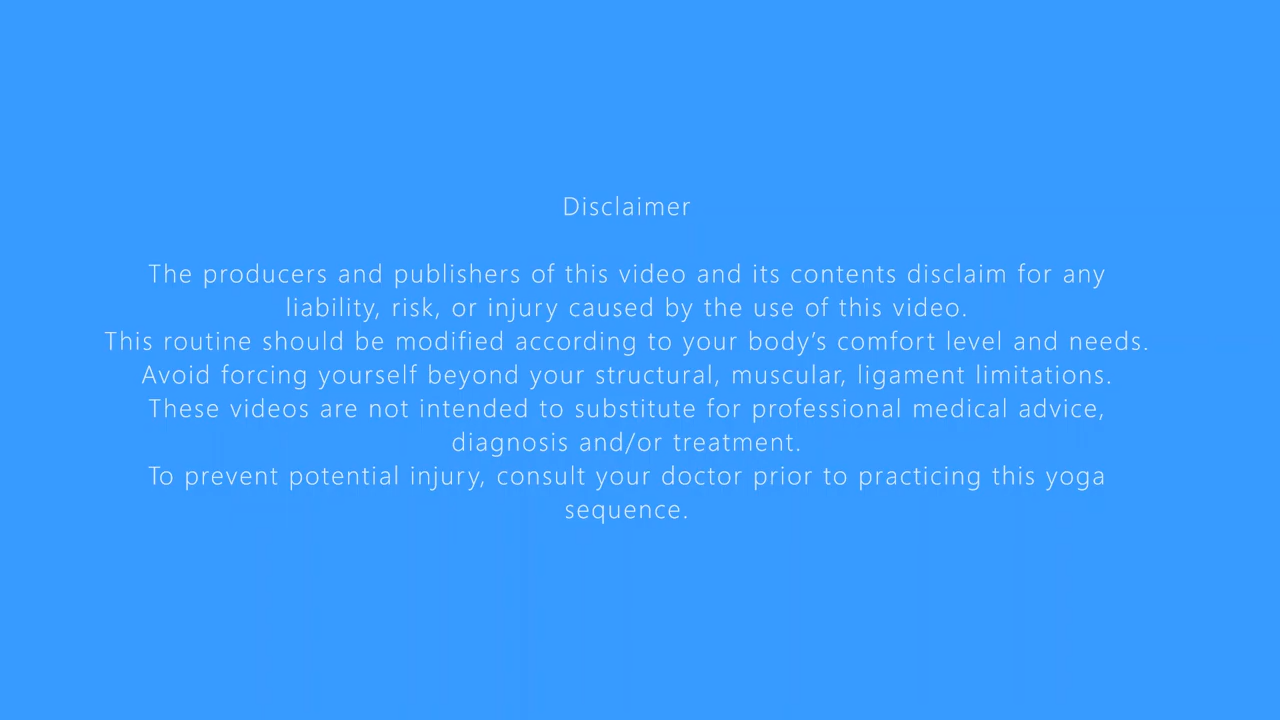 Disclaimer
The producers and publishers of this video and its contents disclaim for any
liability, risk, or injury caused by the use of this video.
This routine should be modified according to your body’s comfort level and needs.
Avoid forcing yourself beyond your structural, muscular, ligament limitations.
These videos are not intended to substitute for professional medical advice,
diagnosis and/or treatment.
To prevent potential injury, consult your doctor prior to practicing this yoga
sequence.